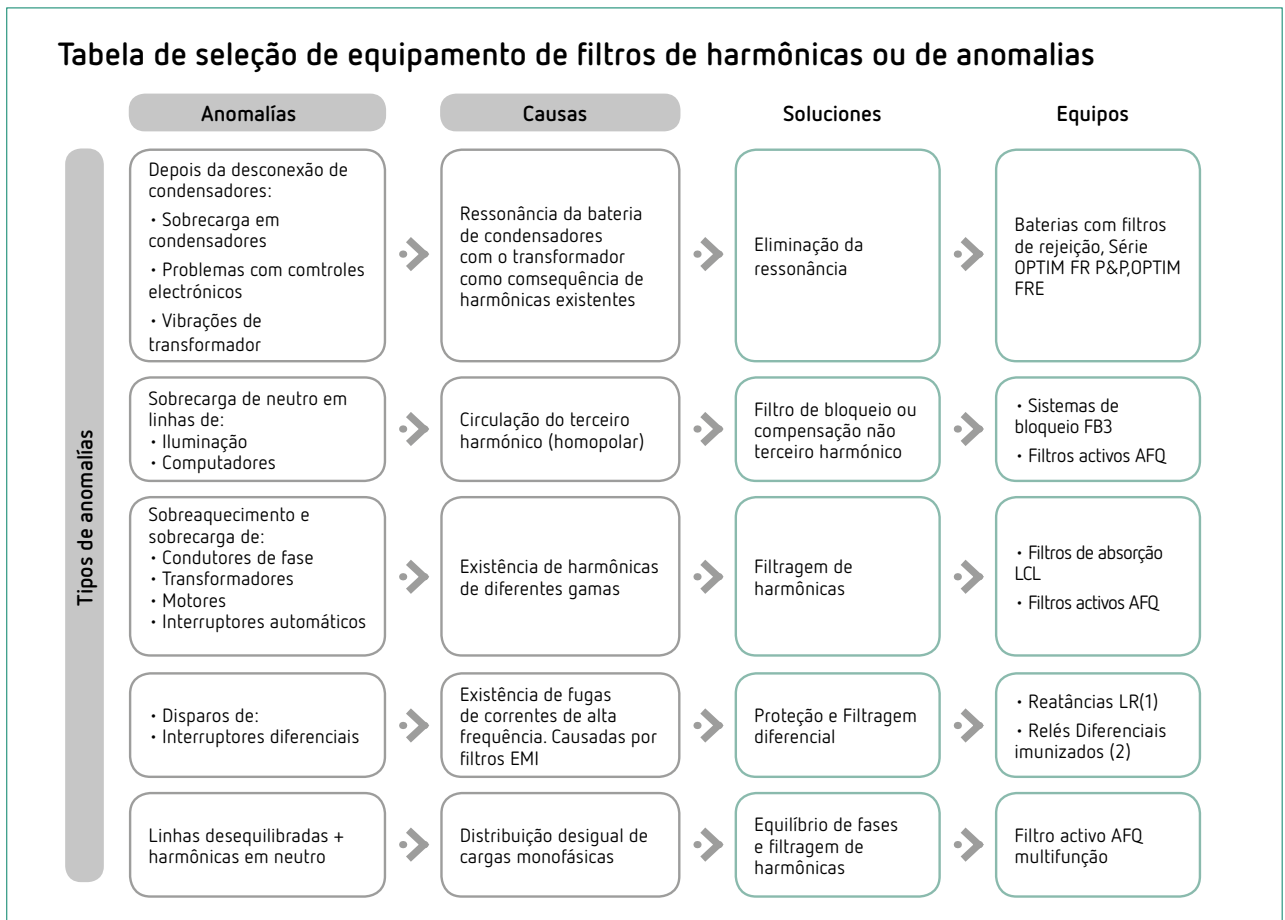 Tabela de seleção de equipamento de filtros de harmônicas ou de anomalias
Anomalías
Causas
Soluciones
Equipos
Tipos de anomalías
Depois da desconexão de
condensadores:
• Sobrecarga em
condensadores
• Problemas com comtroles
electrónicos
• Vibrações de
transformador
Ressonância da bateria
de condensadores
com o transformador
como comsequência de
harmônicas existentes
Eliminação da
ressonância
Baterias com filtros
de rejeição, Série
OPTIM FR P&P,OPTIM
FRE
Sobrecarga de neutro em
linhas de:
• Iluminação
• Computadores
Circulação do terceiro
harmónico (homopolar)
Filtro de bloqueio ou
compensação não
terceiro harmónico
• Sistemas de
bloqueio FB3
• Filtros activos AFQ
Sobreaquecimento e
sobrecarga de:
• Condutores de fase
• Transformadores
• Motores
• Interruptores automáticos
Existência de harmônicas
de diferentes gamas
Filtragem de
harmônicas
• Filtros de absorção
LCL
• Filtros activos AFQ
• Disparos de:
• Interruptores diferenciais
Existência de fugas
de correntes de alta
frequência. Causadas por
filtros EMI
Proteção e Filtragem
diferencial
• Reatâncias LR(1)
• Relés Diferenciais
imunizados (2)
Linhas desequilibradas +
harmônicas em neutro
Distribuição desigual de
cargas monofásicas
Equilíbrio de fases
e filtragem de
harmônicas
Filtro activo AFQ
multifunção